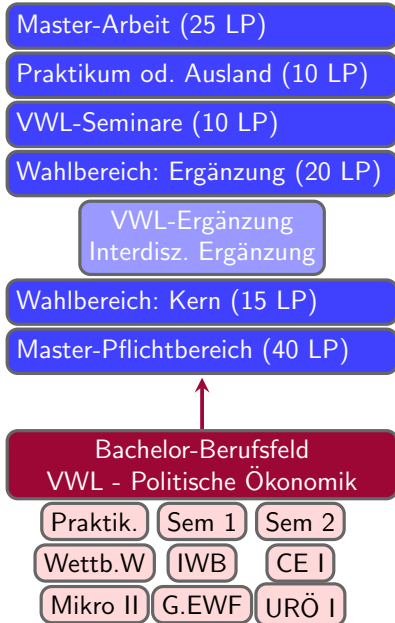 Master-Arbeit (25 LP)
Praktikum od. Ausland (10 LP)
VWL-Seminare (10 LP)
Wahlbereich: Ergänzung (20 LP)
VWL-Ergänzung
Interdisz. Ergänzung
Wahlbereich: Kern (15 LP)
Master-Pflichtbereich (40 LP)
Bachelor-Berufsfeld
VWL - Politische Ökonomik
Praktik. Sem 1 Sem 2
Wettb.W IWB CE I
Mikro II G.EWF URÖ I